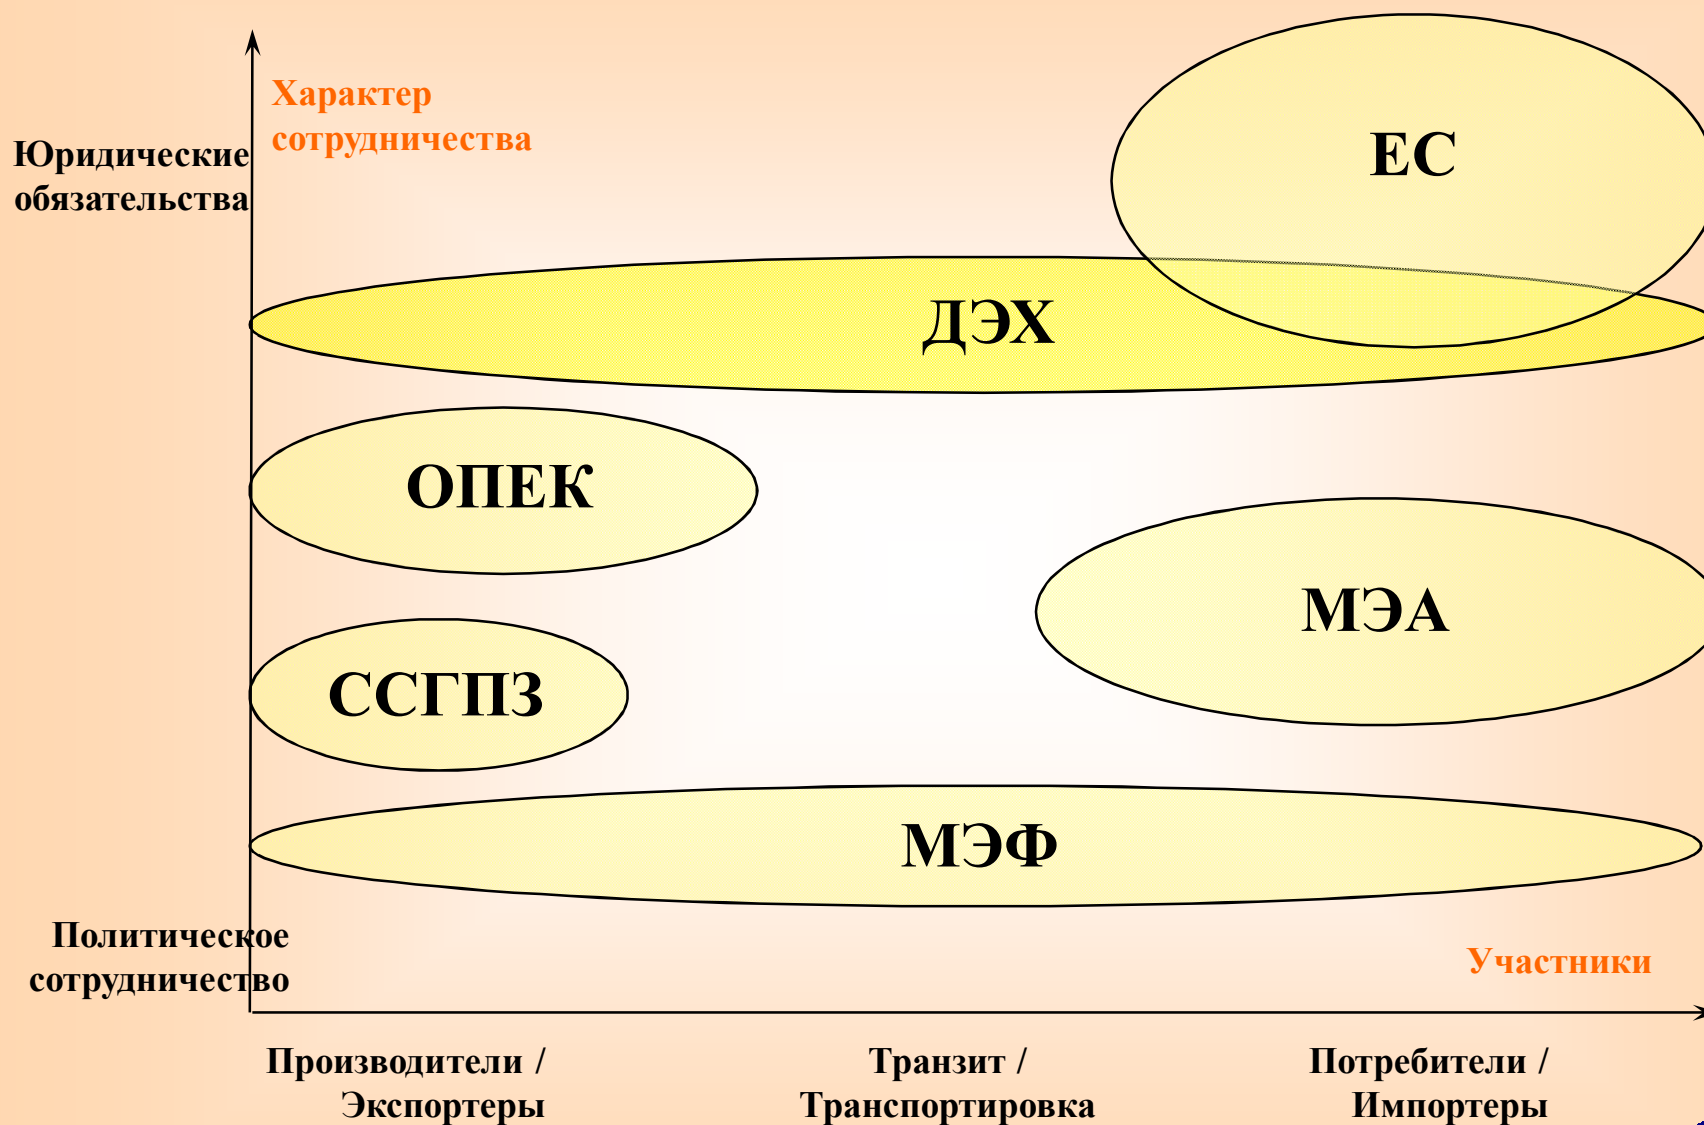 Характер
сотрудничества
Юридические
обязательства
ЕС
ДЭХ
ОПЕК
МЭА
ССГПЗ
МЭФ
Политическое
сотрудничество
Участники
Производители /
Экспортеры
Транзит /
Транспортировка
Потребители /
Импортеры